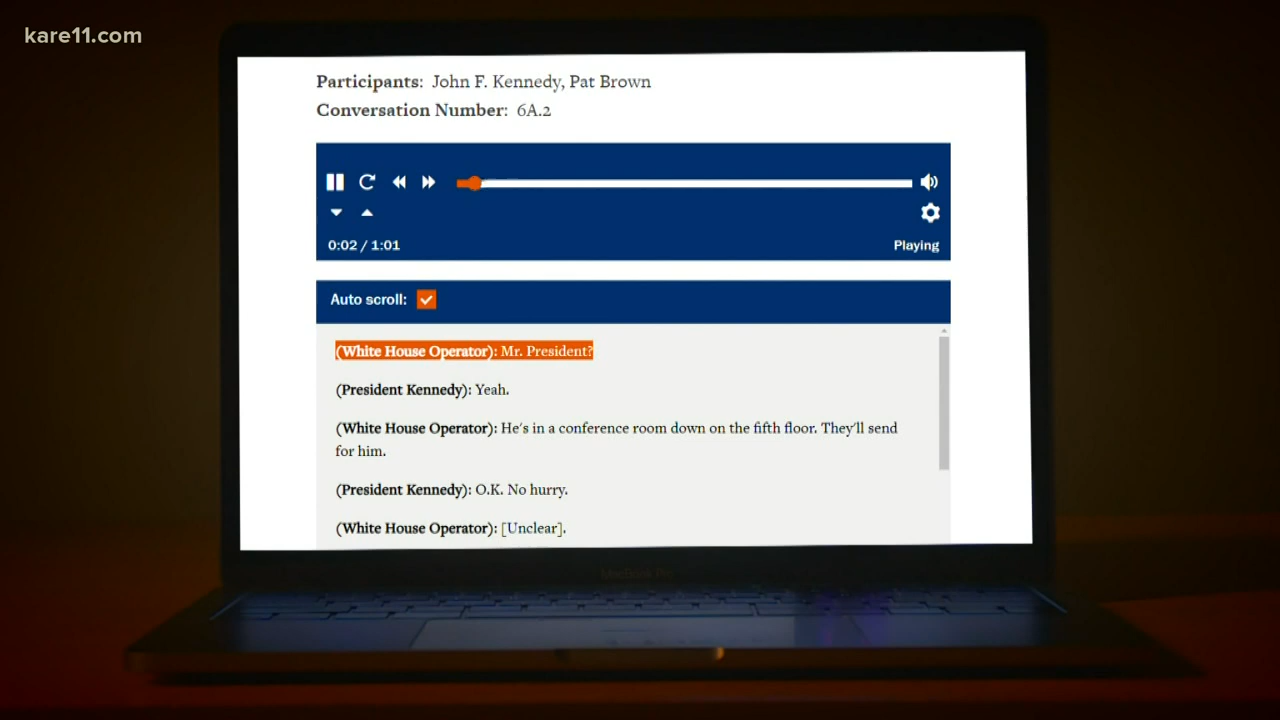 kare11.com
Participants: John F. Kennedy, Pat Brown
Conversation Number: 6A.2
0:02 / 1:01
Playing
Auto scroll:
(White House Operator): Mr. President?
(President Kennedy): Yeah.
(White House Operator): He's in a conference room down on the fifth floor. They'll send
for him.
(President Kennedy): O.K. No hurry.
(White House Operator): [Unclear].
MacBook Pro